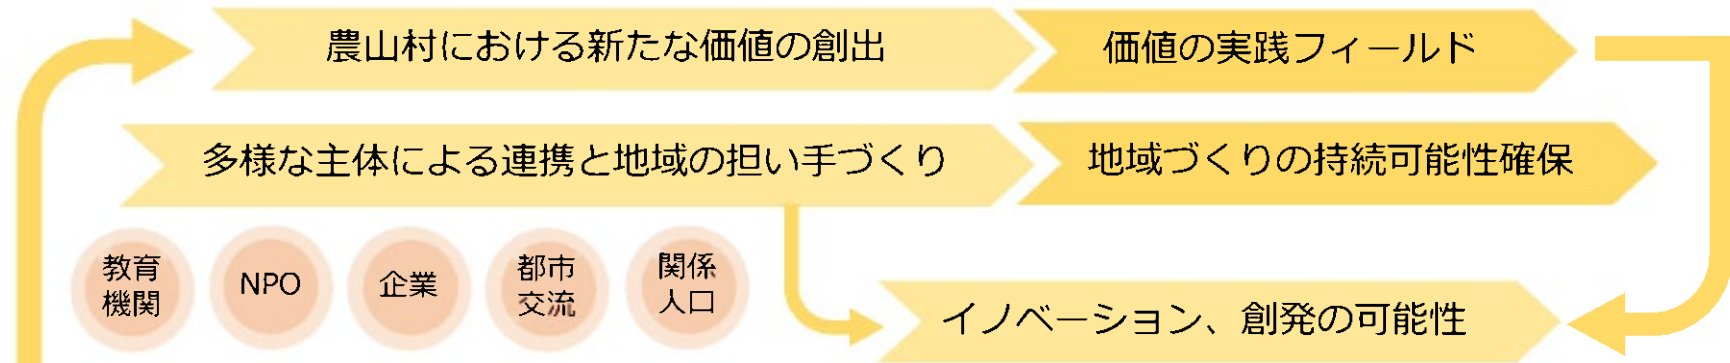 農山村における新たな価値の創出
価値の実践フィールド
多様な主体による連携と地域の担い手づくり
地域づくりの持続可能性確保
教育
機関
NPO
企業
都市
交流
関係
人口
イノベーション、創発の可能性